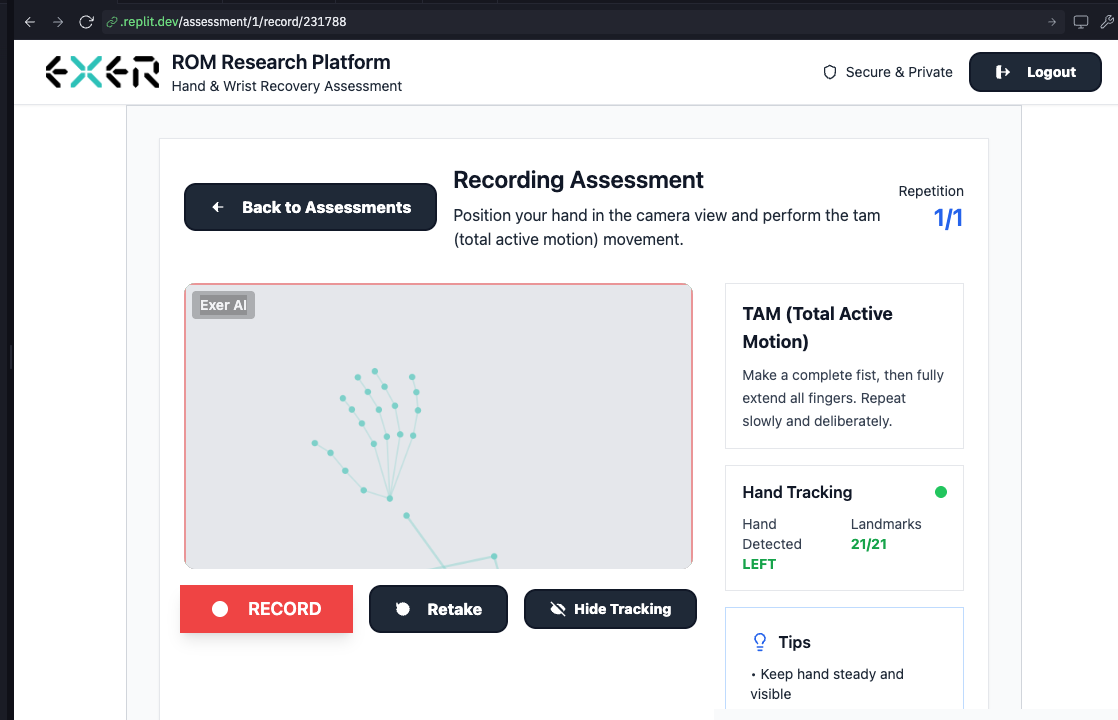 .replit.dev/assessment/1/record/231788
EXER
ROM Research Platform
Hand & Wrist Recovery Assessment
Secure & Private
Logout
Back to Assessments
Recording Assessment
Position your hand in the camera view and perform the tam
(total active motion) movement.
Repetition
1/1
Exer AI
TAM (Total Active
Motion)
Make a complete fist, then fully
extend all fingers. Repeat
slowly and deliberately.
Hand Tracking
Hand
Detected
LEFT
Landmarks
21/21
RECORD
Retake
Hide Tracking
Tips
• Keep hand steady and
visible